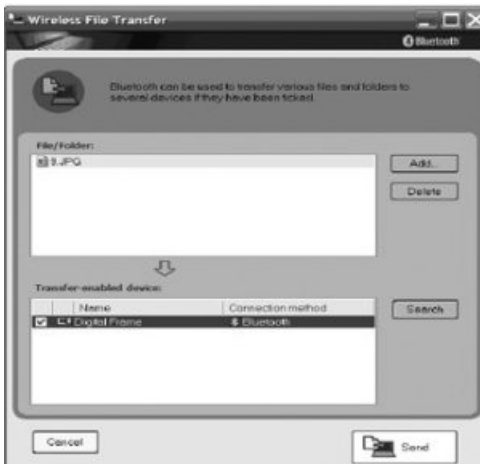 Wireless File Transfer
Bluetooth
Bluetooth can be used to transfer various files and folders to
several devices if they have been ticked.
File/Folder:
9.JPG
Add...
Delete
Transfer-enabled device:
Name Connection method
Digital Frame Bluetooth
Search
Cancel
Send